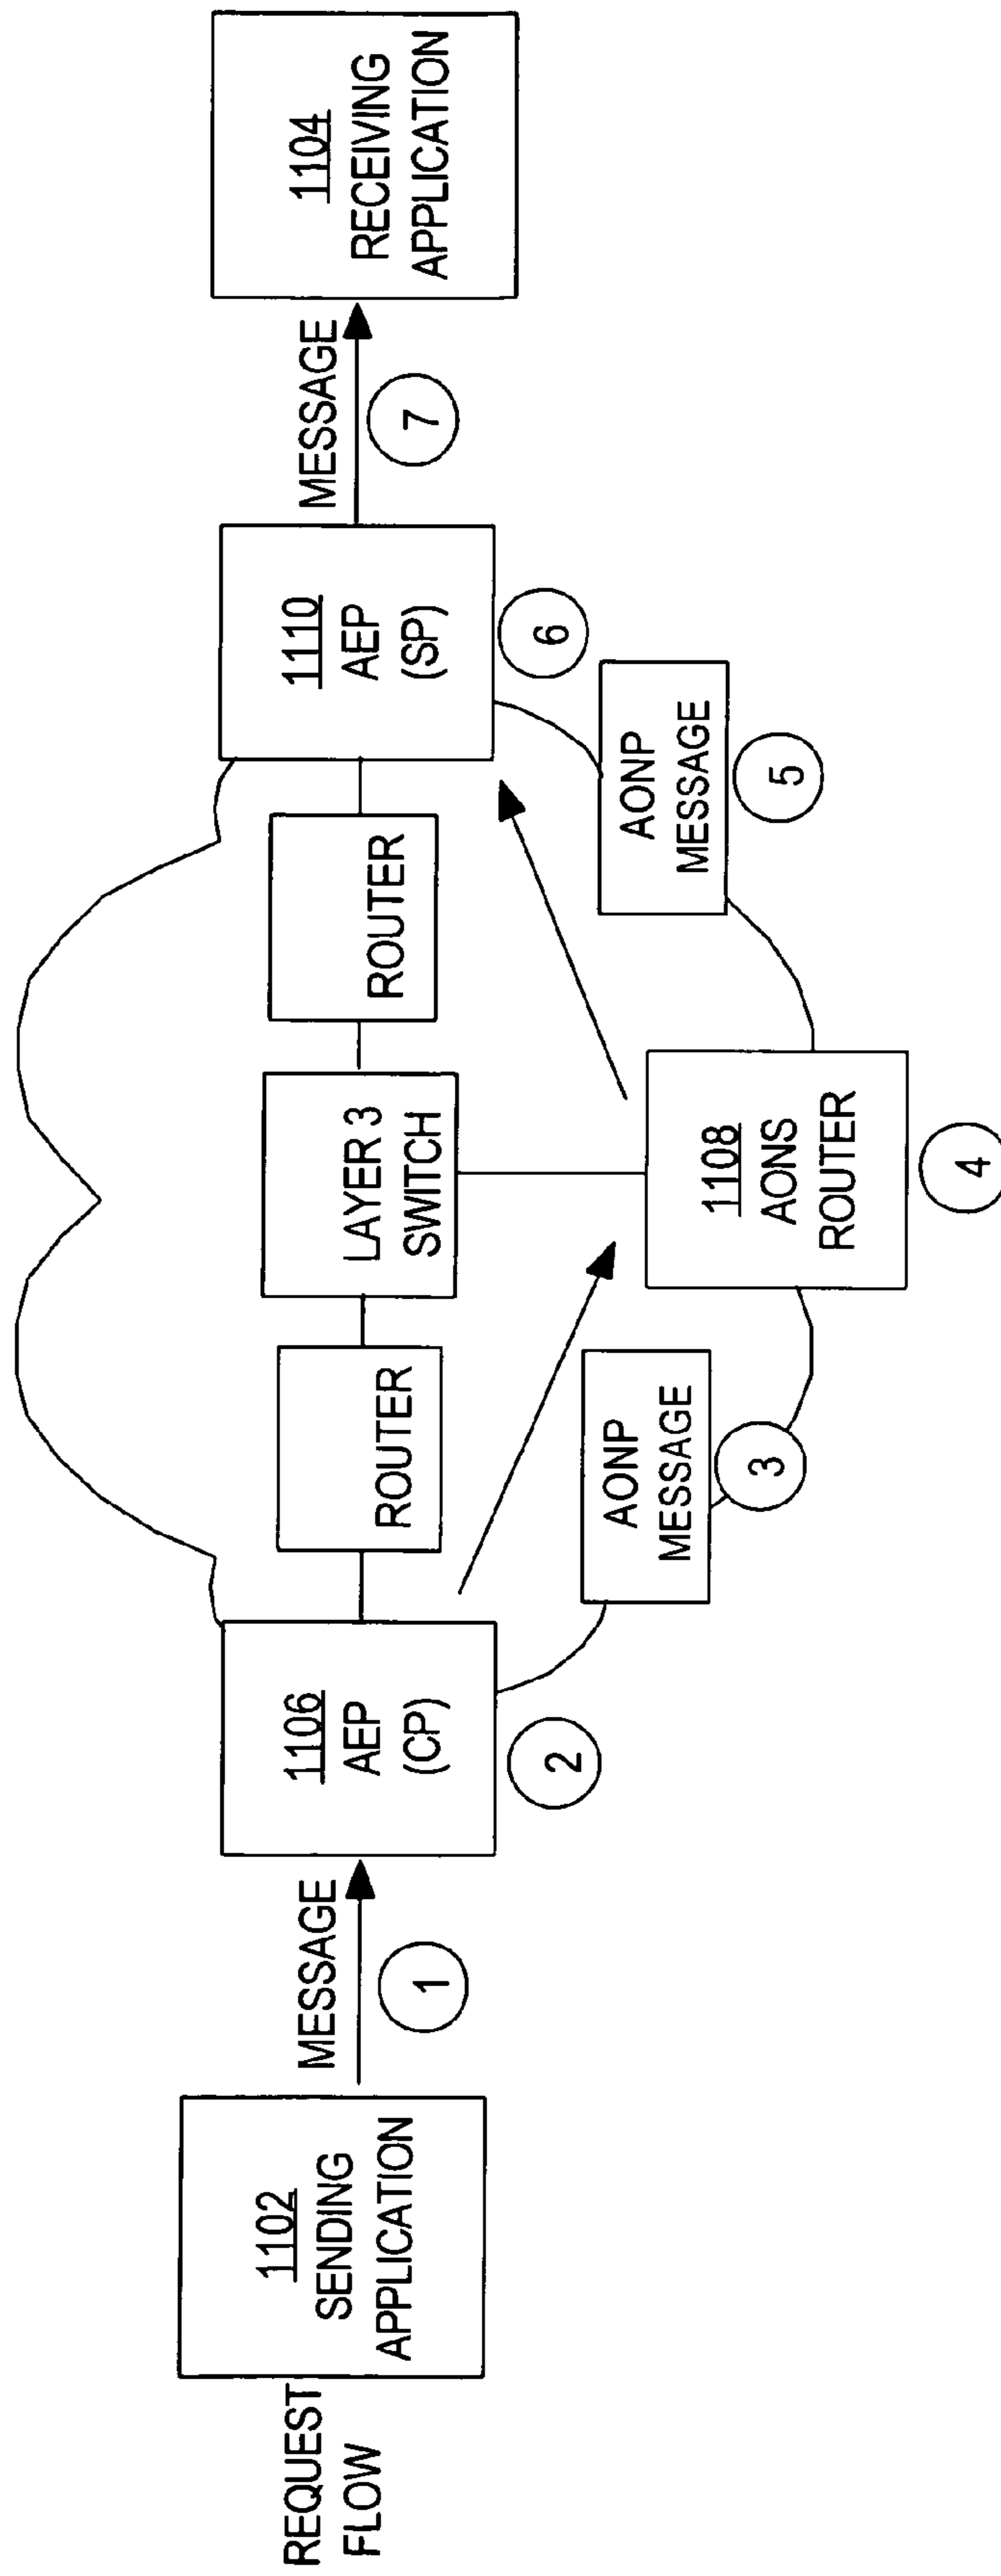 REQUEST
FLOW
1102
SENDING
APPLICATION
MESSAGE
1
1106
AEP
(CP)
2
ROUTER
AONP
MESSAGE
3
LAYER 3
SWITCH
1108
AONS
ROUTER
4
ROUTER
AONP
MESSAGE
5
1110
AEP
(SP)
6
MESSAGE
7
1104
RECEIVING
APPLICATION